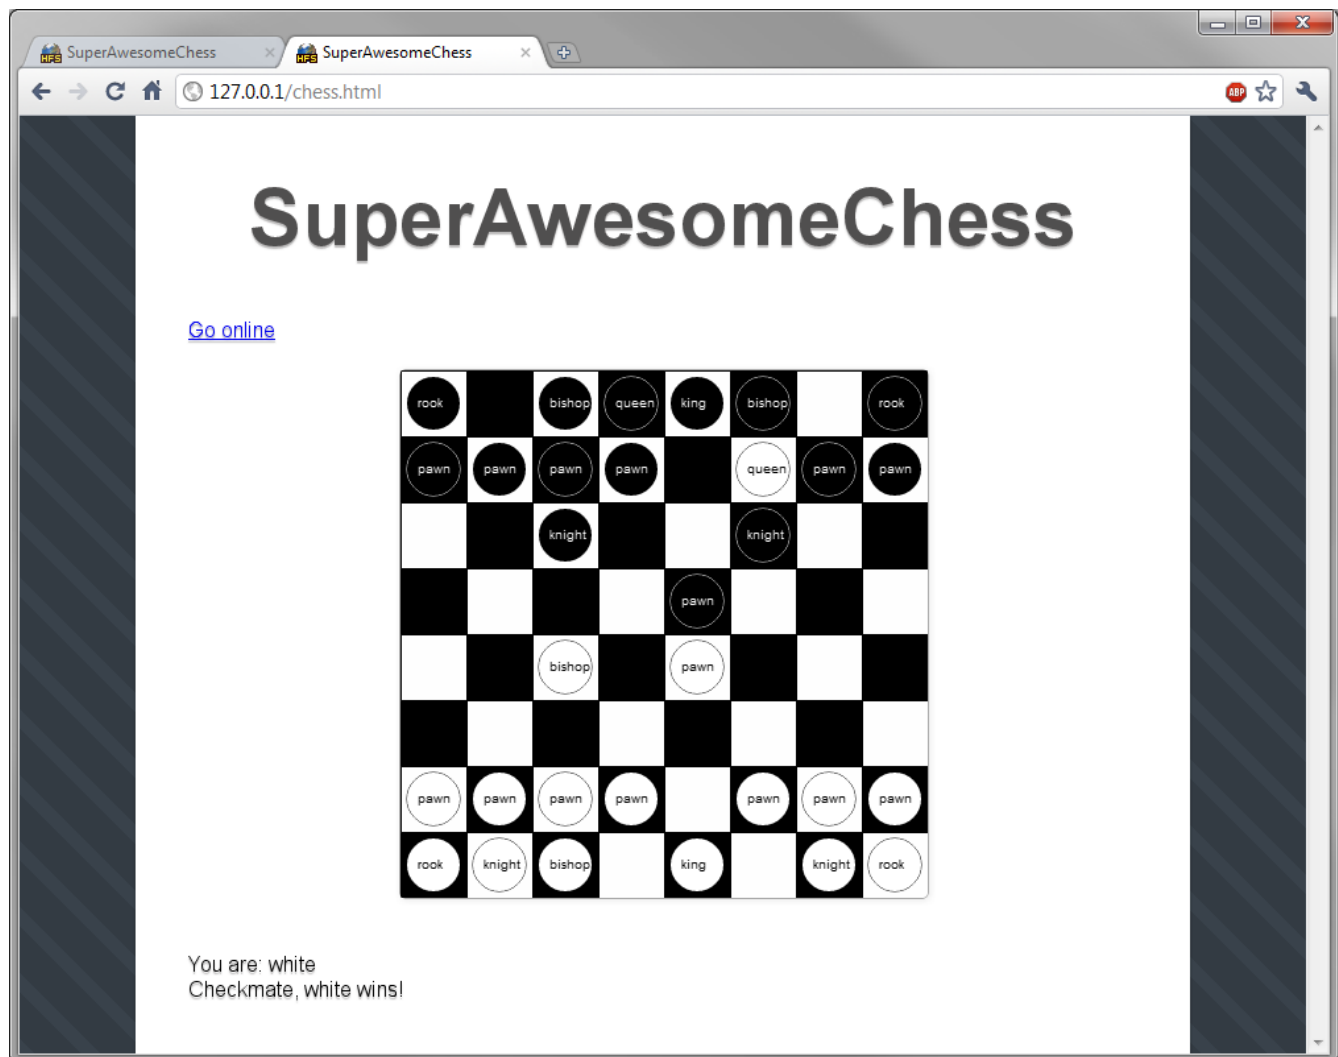 SuperAwesomeChess
SuperAwesomeChess
127.0.0.1/chess.html
ABP
SuperAwesomeChess
Go online
rook bishop queen king bishop rook
pawn pawn pawn pawn queen pawn pawn
knight knight
pawn
bishop pawn
pawn pawn pawn pawn pawn pawn pawn
rook knight bishop king knight rook
You are: white
Checkmate, white wins!